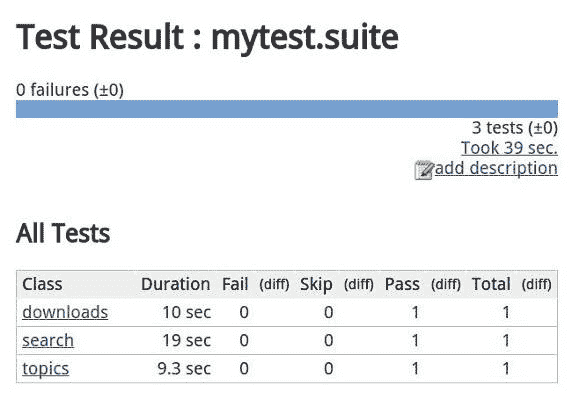 Test Result : mytest.suite
0 failures (±0)
3 tests (±0)
Took 39 sec.
add description
All Tests
Class Duration Fail (diff) Skip (diff) Pass (diff) Total (diff)
downloads 10 sec 0 0 1 1
search 19 sec 0 0 1 1
topics 9.3 sec 0 0 1 1